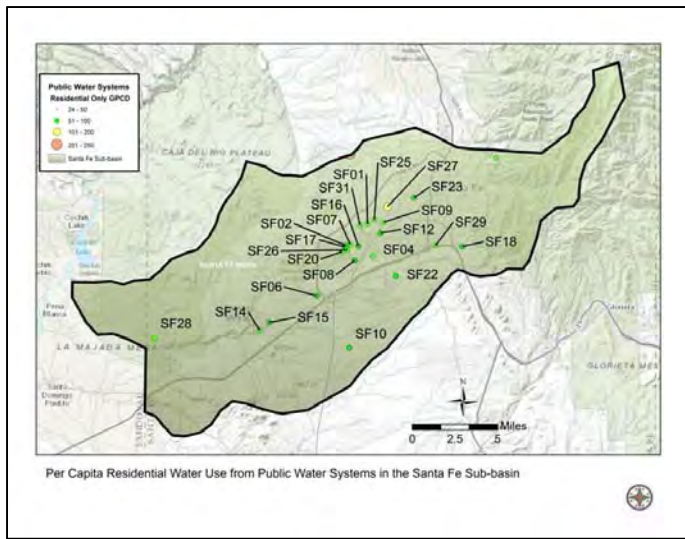 Public Water Systems
Residential Only GPCD
24 - 50
51 - 100
101 - 200
201 - 250
Santa Fe Sub-basin
CAJA DEL RIO PLATEAU
SF25
SF01
SF27
SF31
SF23
SF16
SF09
SF07
SF02
SF12
SF29
SF17
SF26
SF04
SF18
SF20
SF08
SF22
SF06
SF14
SF15
SF28
SF10
LA MAJADA MESA
GLORIETA MES
Glorieta
Lake
Pena
Blanca
Santo
Domingo
Pueblo
N
Miles
0 2.5 5
Per Capita Residential Water Use from Public Water Systems in the Santa Fe Sub-basin